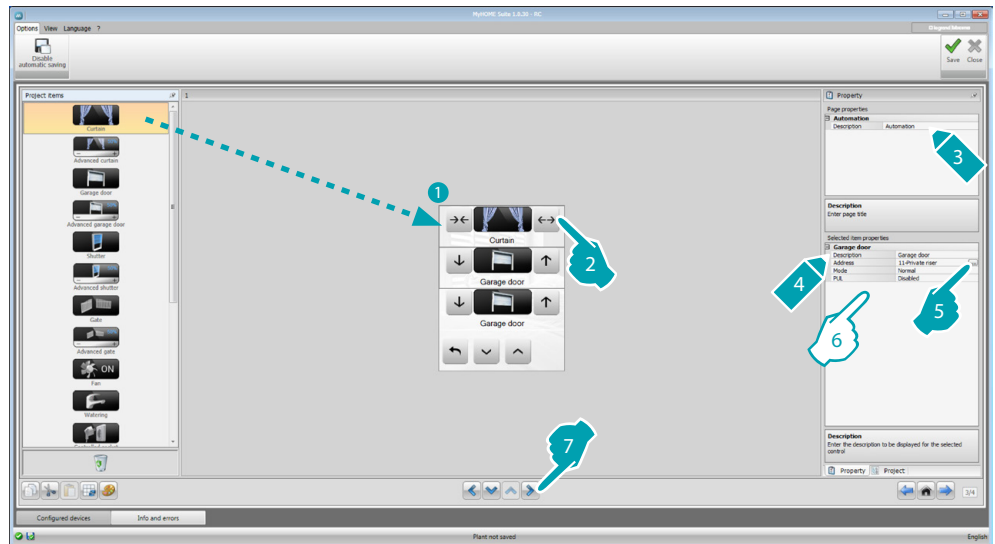 MyHOME Suite 1.0.30 - RC
Options View Language ?
Disable
automatic saving
Save Close
Project items
1
Property
Curtain
Advanced curtain
Garage door
Advanced garage door
Shutter
Advanced shutter
Gate
Advanced gate
ON
Fan
Watering
1
Curtain
Garage door
Garage door
2
7
Page properties
Automation
Description Automation
3
Description
Enter page title
Selected item properties
Garage door
Description Garage door
Address 11-Private riser
Mode Normal
PUL Disabled
4
5
6
Description
Enter the description to be displayed for the selected
control
Property Project
3/4
Configured devices Info and errors
Plant not saved
English